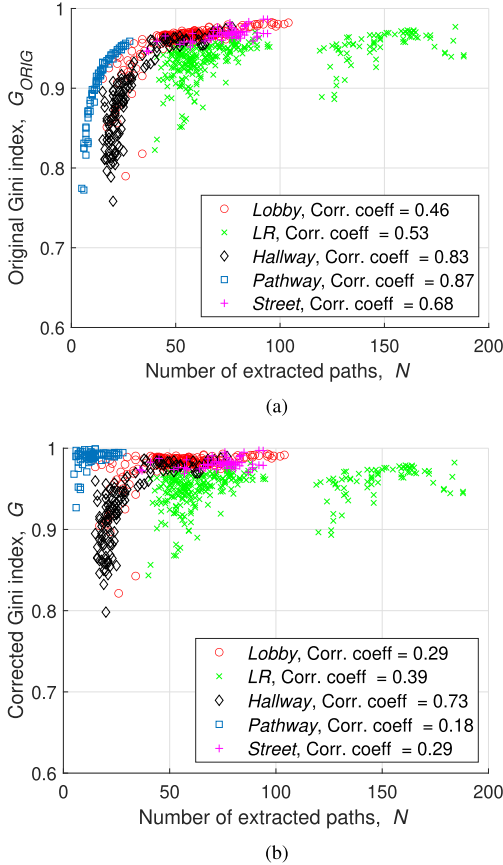 1
0.9
0.8
0.7
0.6
Original Gini index, G_ORIG
Lobby, Corr. coeff = 0.46
LR, Corr. coeff = 0.53
Hallway, Corr. coeff = 0.83
Pathway, Corr. coeff = 0.87
Street, Corr. coeff = 0.68
0 50 100 150 200
Number of extracted paths, N
(a)
1
0.9
0.8
0.7
0.6
Corrected Gini index, G
Lobby, Corr. coeff = 0.29
LR, Corr. coeff = 0.39
Hallway, Corr. coeff = 0.73
Pathway, Corr. coeff = 0.18
Street, Corr. coeff = 0.29
0 50 100 150 200
Number of extracted paths, N
(b)